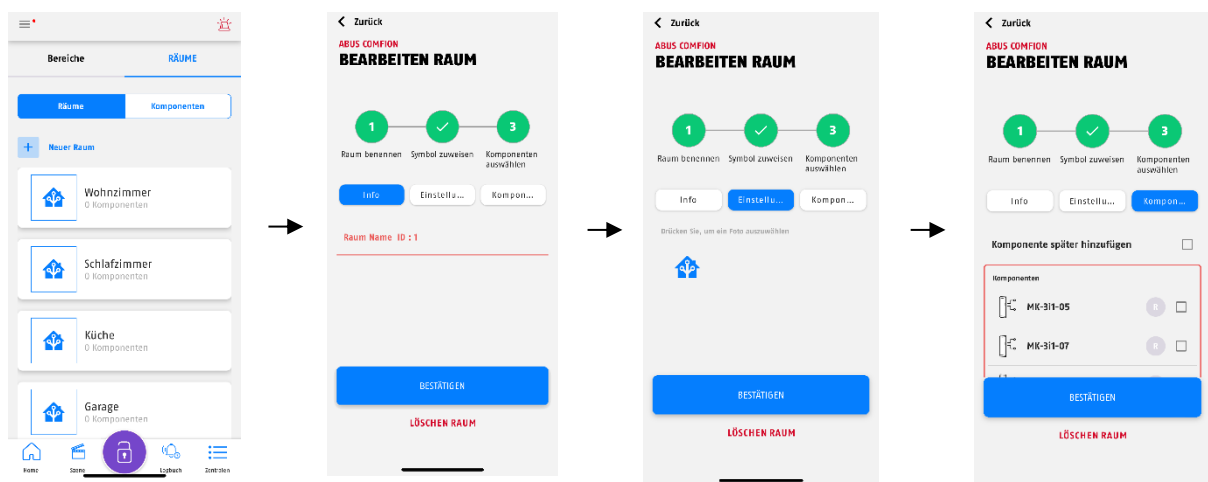 Bereiche
RÄUME
Räume
Komponenten
+ Neuer Raum
Wohnzimmer
0 Komponenten
Schlafzimmer
0 Komponenten
Küche
0 Komponenten
Garage
0 Komponenten
Home
Szene
Logbuch
Zentralen
Zurück
ABUS COMFION
BEARBEITEN RAUM
1
3
Raum benennen
Symbol zuweisen
Komponenten
auswählen
Info
Einstellu...
Kompon...
Raum Name ID : 1
BESTÄTIGEN
LÖSCHEN RAUM
Zurück
ABUS COMFION
BEARBEITEN RAUM
1
3
Raum benennen
Symbol zuweisen
Komponenten
auswählen
Info
Einstellu...
Kompon...
Drücken Sie, um ein Foto auszuwählen
BESTÄTIGEN
LÖSCHEN RAUM
Zurück
ABUS COMFION
BEARBEITEN RAUM
1
3
Raum benennen
Symbol zuweisen
Komponenten
auswählen
Info
Einstellu...
Kompon...
Komponente später hinzufügen
Komponenten
MK-3i1-05
R
MK-3i1-07
R
BESTÄTIGEN
LÖSCHEN RAUM